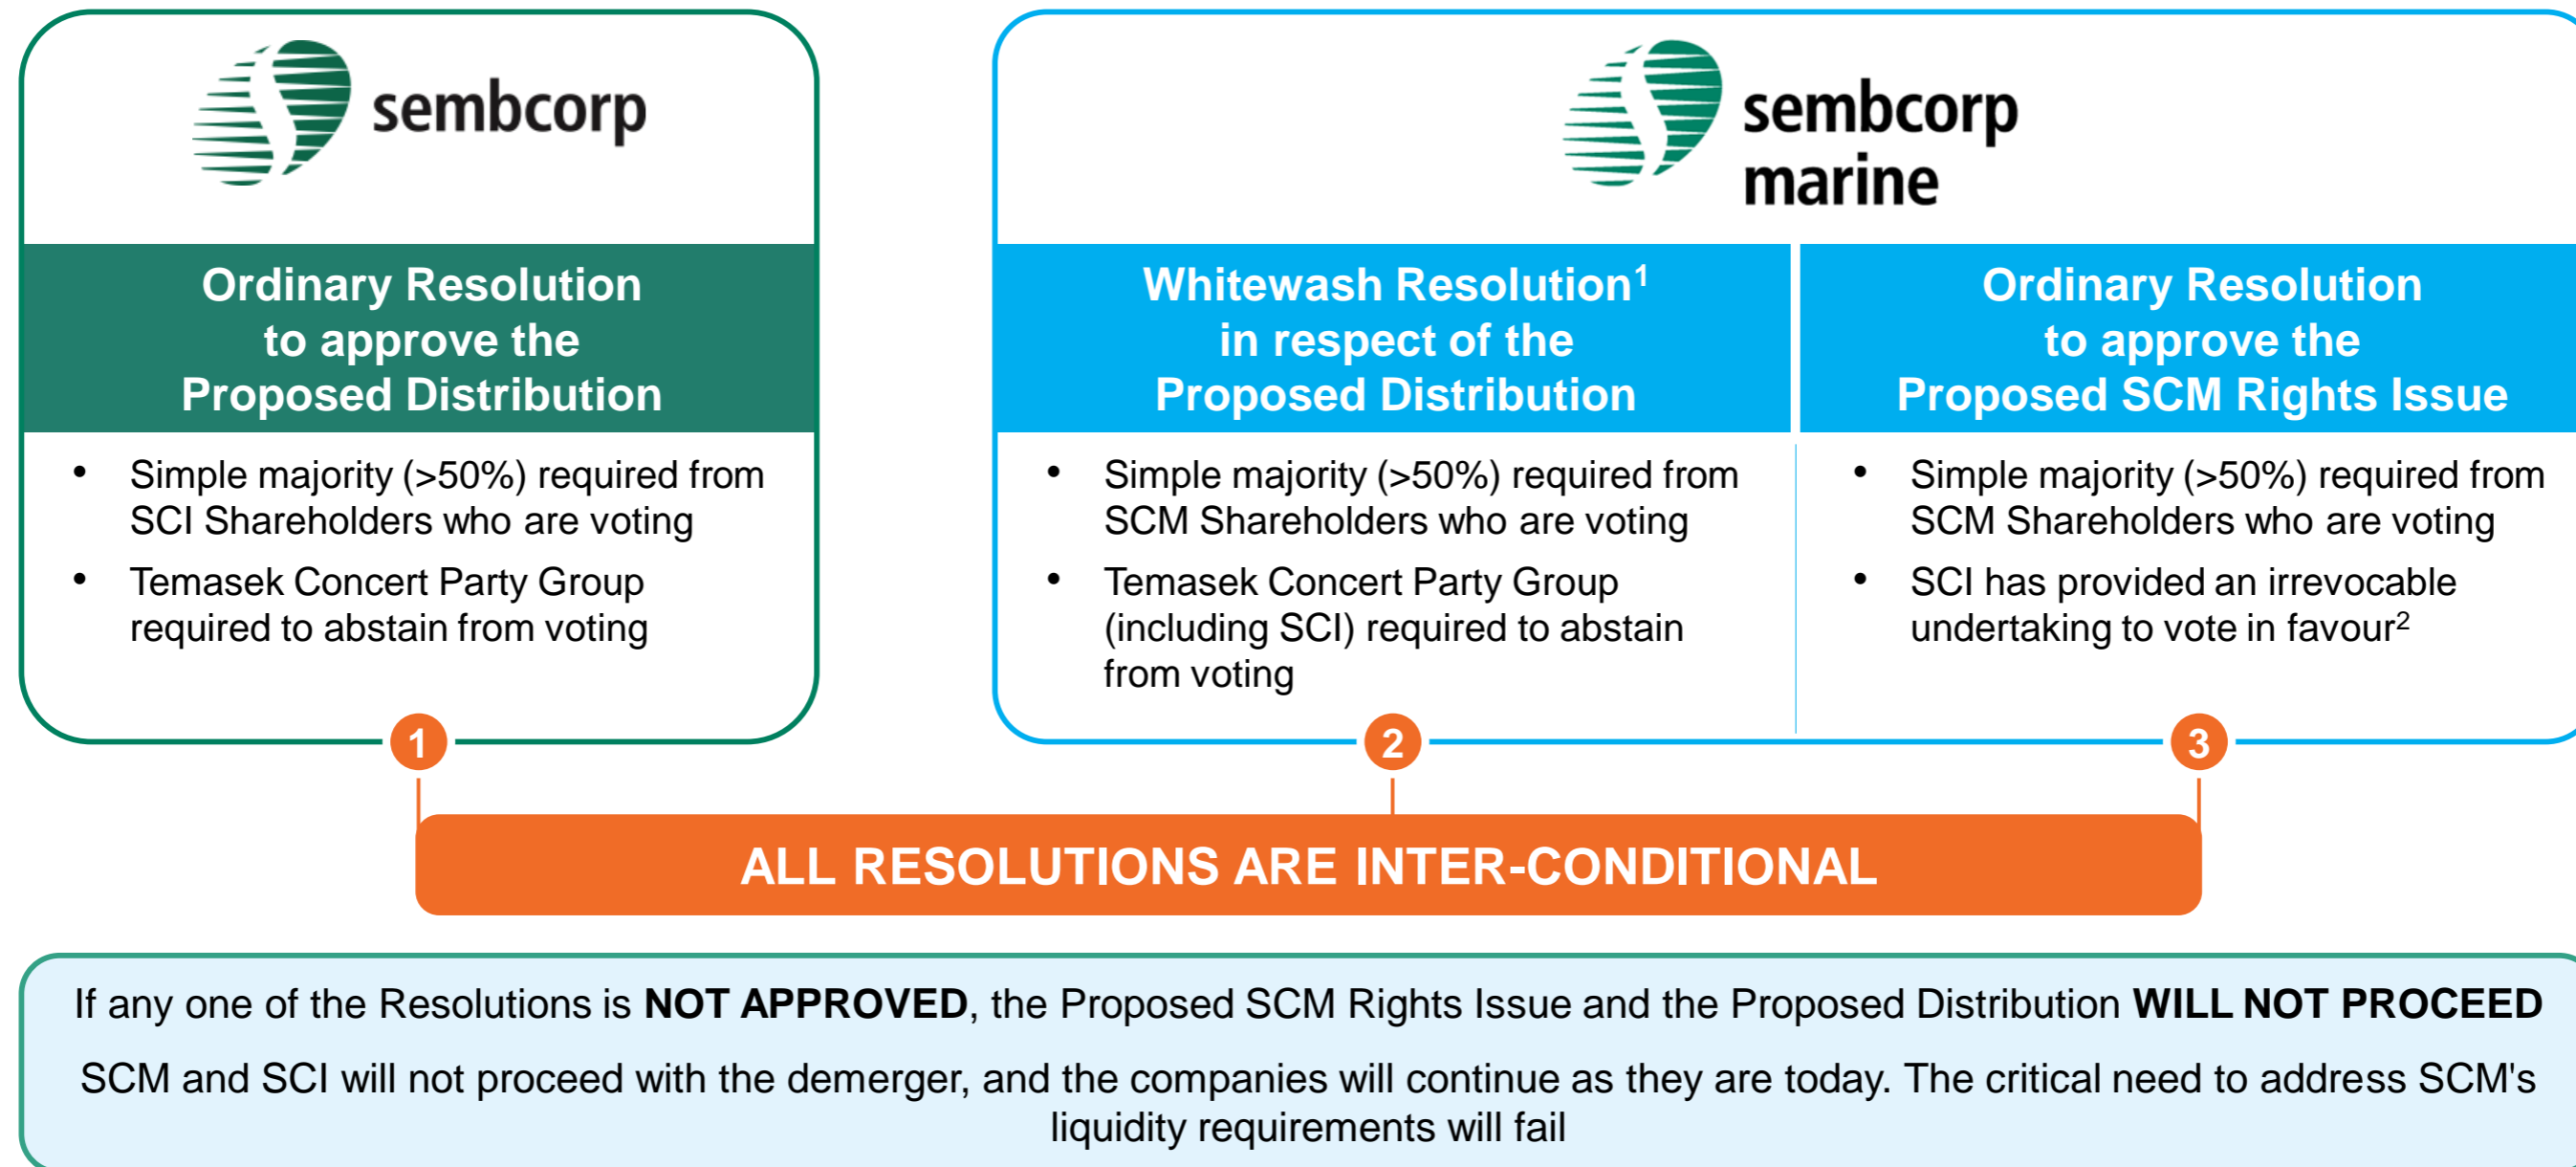 sembcorp
Ordinary Resolution
to approve the
Proposed Distribution
• Simple majority (>50%) required from
SCI Shareholders who are voting
• Temasek Concert Party Group
required to abstain from voting
1
sembcorp
marine
Whitewash Resolution¹
in respect of the
Proposed Distribution
• Simple majority (>50%) required from
SCM Shareholders who are voting
• Temasek Concert Party Group
(including SCI) required to abstain
from voting
2
Ordinary Resolution
to approve the
Proposed SCM Rights Issue
• Simple majority (>50%) required from
SCM Shareholders who are voting
• SCI has provided an irrevocable
undertaking to vote in favour²
3
ALL RESOLUTIONS ARE INTER-CONDITIONAL
If any one of the Resolutions is NOT APPROVED, the Proposed SCM Rights Issue and the Proposed Distribution WILL NOT PROCEED
SCM and SCI will not proceed with the demerger, and the companies will continue as they are today. The critical need to address SCM's
liquidity requirements will fail